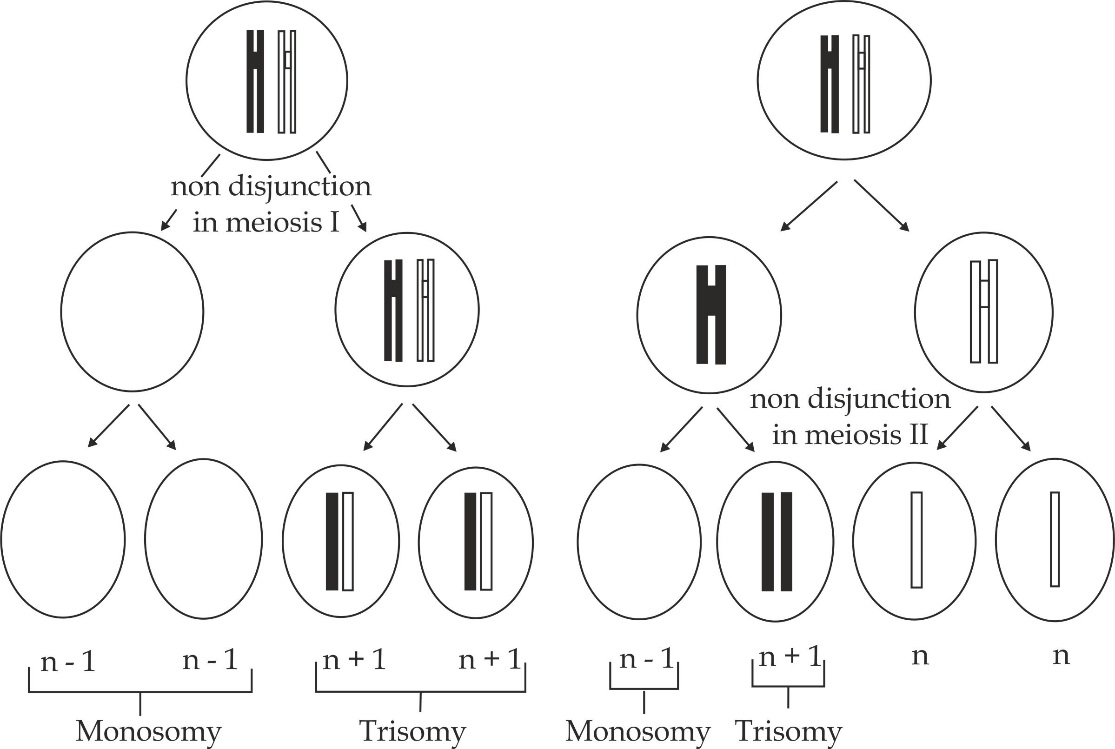 non disjunction
in meiosis I
non disjunction
in meiosis II
n - 1
n - 1
n + 1
n + 1
n - 1
n + 1
n
n
Monosomy
Trisomy
Monosomy
Trisomy